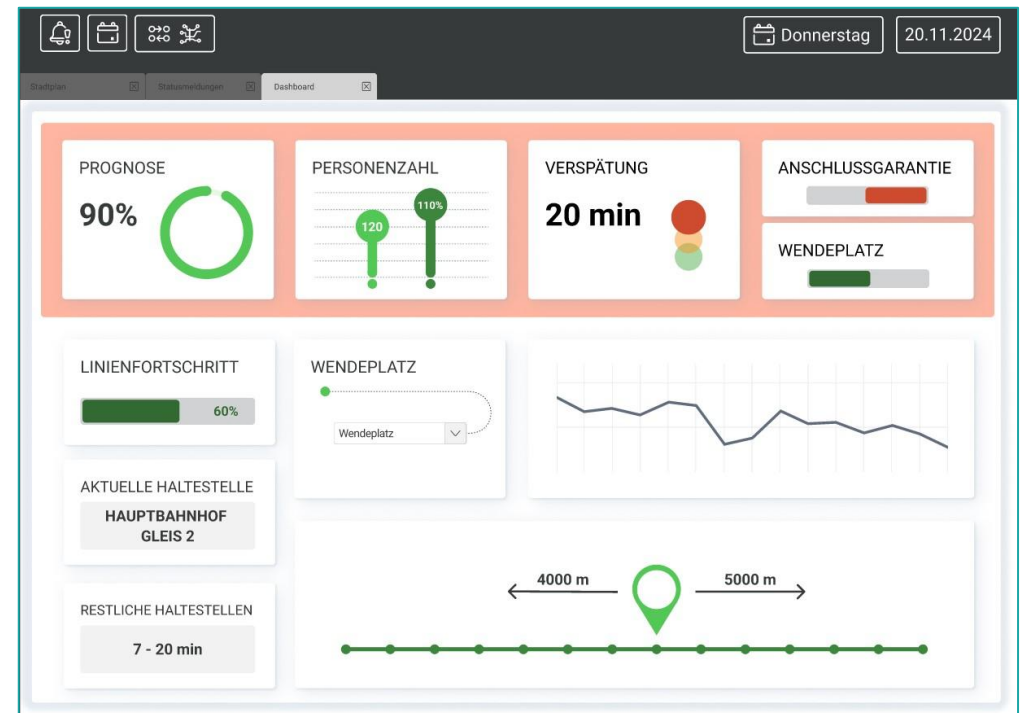 Donnerstag
20.11.2024
Stadtplan
Statusmeldungen
Dashboard
PROGNOSE
90%
PERSONENZAHL
120
110%
VERSPÄTUNG
20 min
ANSCHLUSSGARANTIE
WENDEPLATZ
LINIENFORTSCHRITT
60%
WENDEPLATZ
Wendeplatz
AKTUELLE HALTESTELLE
HAUPTBAHNHOF
GLEIS 2
RESTLICHE HALTESTELLEN
7 - 20 min
4000 m
5000 m